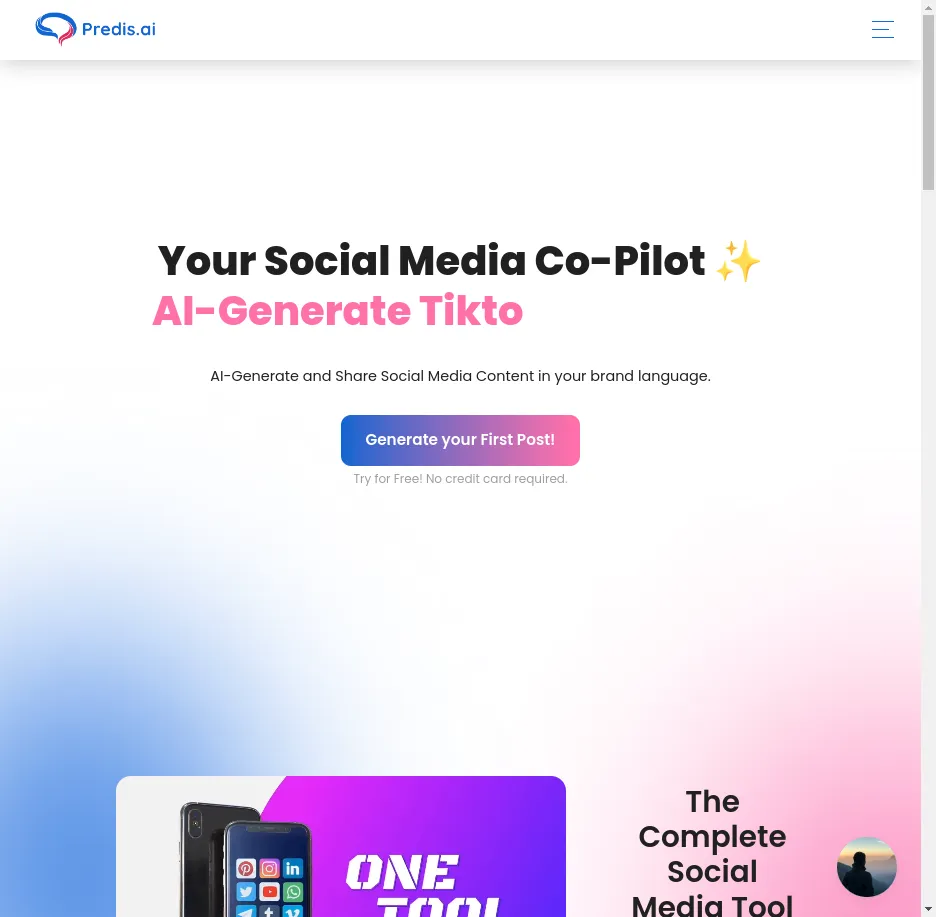 Predis.ai
Your Social Media Co-Pilot ✨
AI-Generate Tikto
AI-Generate and Share Social Media Content in your brand language.
Generate your First Post!
Try for Free! No credit card required.
ONE
TOOL
The
Complete
Social
Media Tool